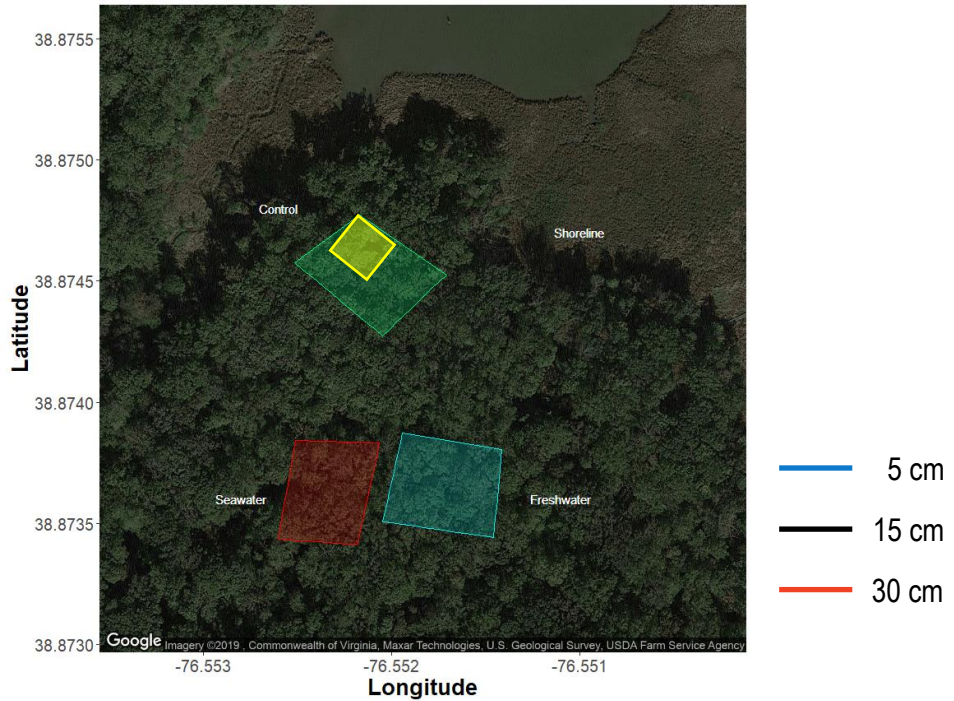 38.8755
38.8750
38.8745
38.8740
38.8735
38.8730
Latitude
Control
Shoreline
Seawater
Freshwater
Google
Imagery ©2019 , Commonwealth of Virginia, Maxar Technologies, U.S. Geological Survey, USDA Farm Service Agency
-76.553
-76.552
-76.551
Longitude
5 cm
15 cm
30 cm